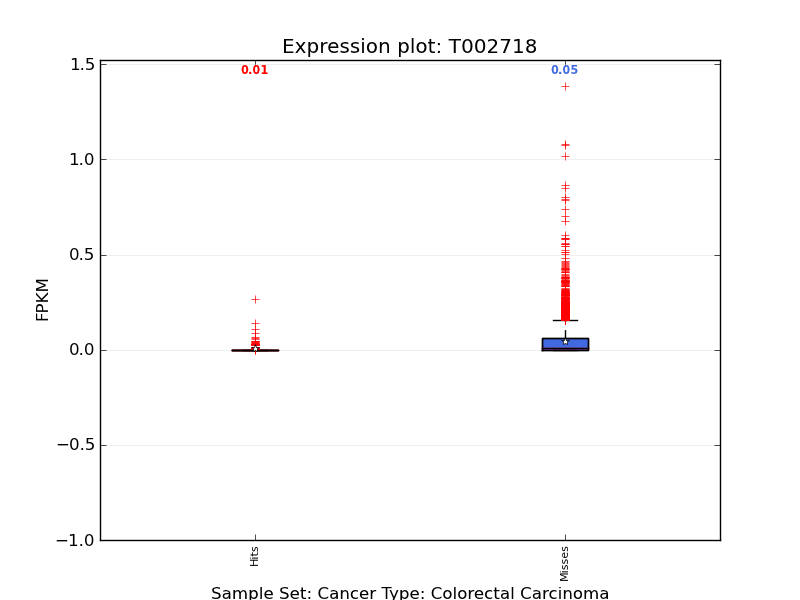 Expression plot: T002718
1.5
0.01
0.05
1.0
0.5
FPKM
0.0
−0.5
−1.0
Hits
Misses
Sample Set: Cancer Type: Colorectal Carcinoma